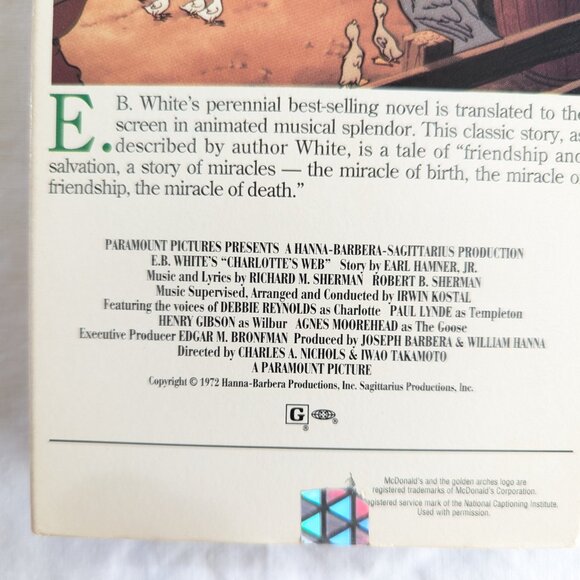 E. B. White's perennial best-selling novel is translated to the
screen in animated musical splendor. This classic story, as
described by author White, is a tale of "friendship and
salvation, a story of miracles — the miracle of birth, the miracle of
friendship, the miracle of death."
PARAMOUNT PICTURES PRESENTS A HANNA-BARBERA-SAGITTARIUS PRODUCTION
E.B. WHITE'S "CHARLOTTE'S WEB" Story by EARL HAMNER, JR.
Music and Lyrics by RICHARD M. SHERMAN ROBERT B. SHERMAN
Music Supervised, Arranged and Conducted by IRWIN KOSTAL
Featuring the voices of DEBBIE REYNOLDS as Charlotte PAUL LYNDE as Templeton
HENRY GIBSON as Wilbur AGNES MOOREHEAD as The Goose
Executive Producer EDGAR M. BRONFMAN Produced by JOSEPH BARBERA & WILLIAM HANNA
Directed by CHARLES A. NICHOLS & IWAO TAKAMOTO
A PARAMOUNT PICTURE
Copyright © 1972 Hanna-Barbera Productions, Inc. Sagittarius Productions, Inc.
G ® ®
McDonald's and the golden arches logo are
registered trademarks of McDonald's Corporation.
registered service mark of the National Captioning Institute.
Used with permission.